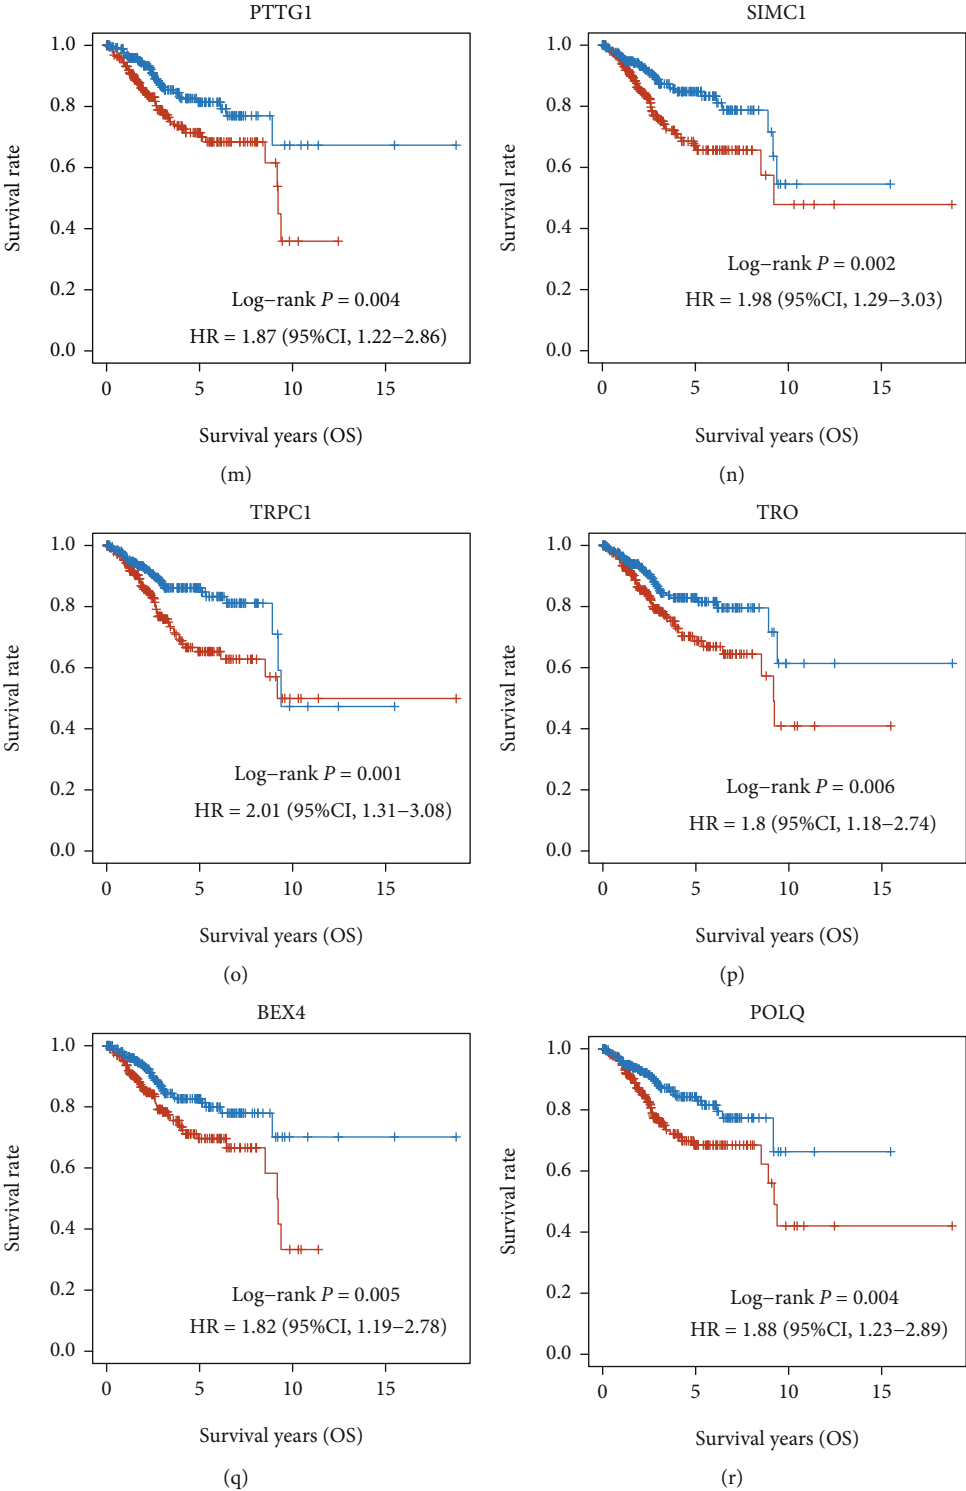 PTTG1
1.0
0.8
0.6
0.4
0.2
0.0
Survival rate
Log−rank P = 0.004
HR = 1.87 (95%CI, 1.22−2.86)
0 5 10 15
Survival years (OS)
(m)
SIMC1
1.0
0.8
0.6
0.4
0.2
0.0
Survival rate
Log−rank P = 0.002
HR = 1.98 (95%CI, 1.29−3.03)
0 5 10 15
Survival years (OS)
(n)
TRPC1
1.0
0.8
0.6
0.4
0.2
0.0
Survival rate
Log−rank P = 0.001
HR = 2.01 (95%CI, 1.31−3.08)
0 5 10 15
Survival years (OS)
(o)
TRO
1.0
0.8
0.6
0.4
0.2
0.0
Survival rate
Log−rank P = 0.006
HR = 1.8 (95%CI, 1.18−2.74)
0 5 10 15
Survival years (OS)
(p)
BEX4
1.0
0.8
0.6
0.4
0.2
0.0
Survival rate
Log−rank P = 0.005
HR = 1.82 (95%CI, 1.19−2.78)
0 5 10 15
Survival years (OS)
(q)
POLQ
1.0
0.8
0.6
0.4
0.2
0.0
Survival rate
Log−rank P = 0.004
HR = 1.88 (95%CI, 1.23−2.89)
0 5 10 15
Survival years (OS)
(r)